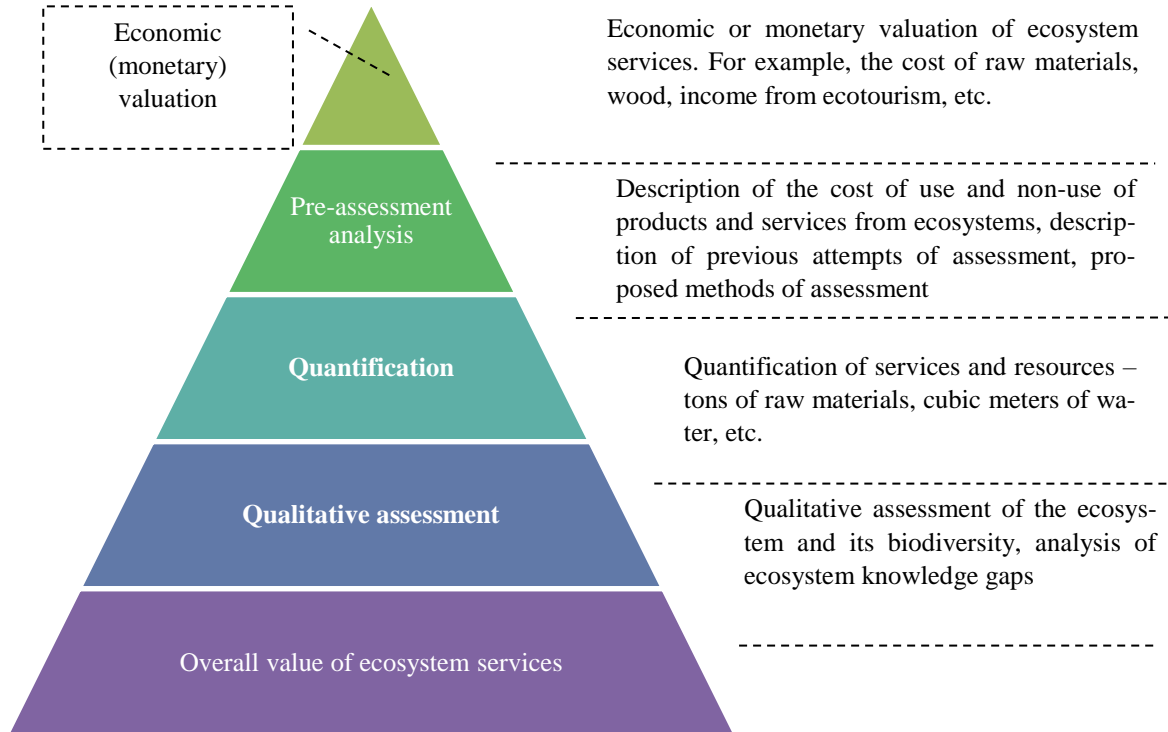 Economic
(monetary)
valuation
Economic or monetary valuation of ecosystem
services. For example, the cost of raw materials,
wood, income from ecotourism, etc.
Pre-assessment
analysis
Description of the cost of use and non-use of
products and services from ecosystems, descrip-
tion of previous attempts of assessment, pro-
posed methods of assessment
Quantification
Quantification of services and resources –
tons of raw materials, cubic meters of wa-
ter, etc.
Qualitative assessment
Qualitative assessment of the ecosys-
tem and its biodiversity, analysis of
ecosystem knowledge gaps
Overall value of ecosystem services